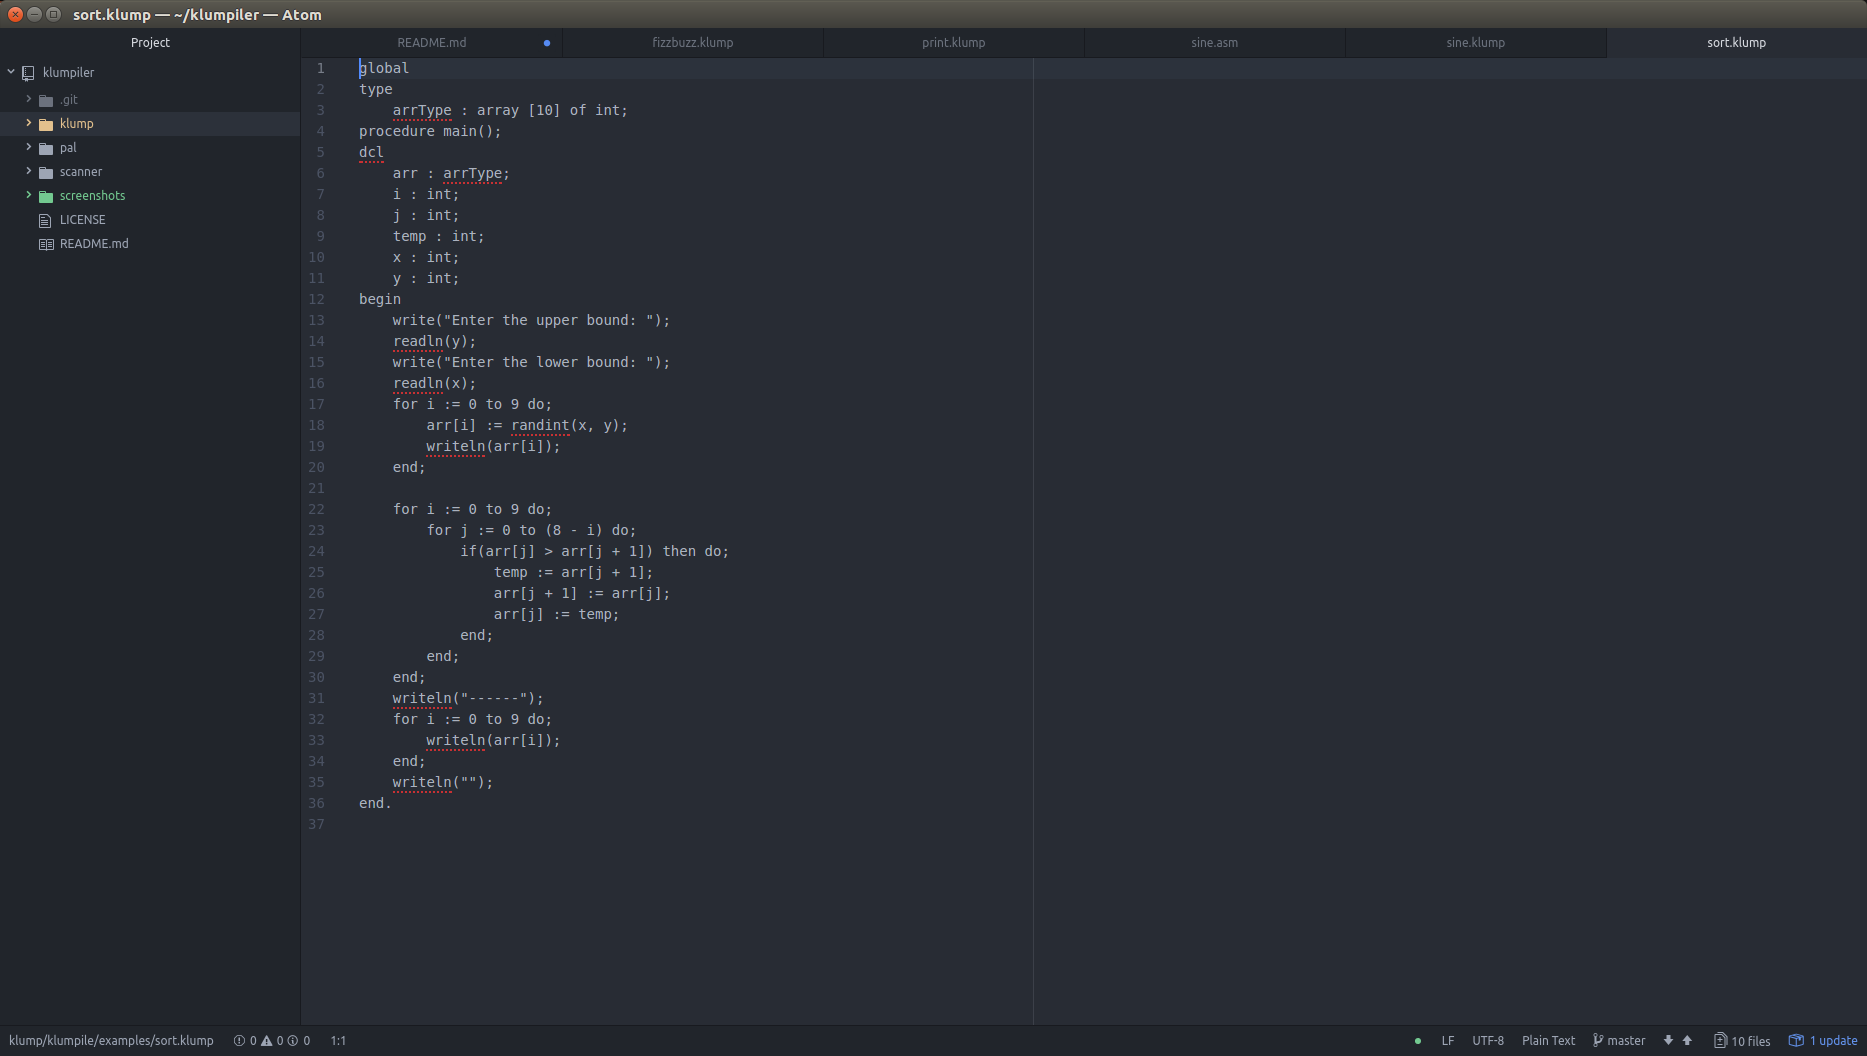 sort.klump — ~/klumpiler — Atom
Project
README.md
fizzbuzz.klump
print.klump
sine.asm
sine.klump
sort.klump
klumpiler
.git
klump
pal
scanner
screenshots
LICENSE
README.md
1 global
2 type
3     arrType : array [10] of int;
4 procedure main();
5 dcl
6     arr : arrType;
7     i : int;
8     j : int;
9     temp : int;
10     x : int;
11     y : int;
12 begin
13     write("Enter the upper bound: ");
14     readln(y);
15     write("Enter the lower bound: ");
16     readln(x);
17     for i := 0 to 9 do;
18         arr[i] := randint(x, y);
19         writeln(arr[i]);
20     end;
21
22     for i := 0 to 9 do;
23         for j := 0 to (8 - i) do;
24             if(arr[j] > arr[j + 1]) then do;
25                 temp := arr[j + 1];
26                 arr[j + 1] := arr[j];
27                 arr[j] := temp;
28             end;
29         end;
30     end;
31     writeln("------");
32     for i := 0 to 9 do;
33         writeln(arr[i]);
34     end;
35     writeln("");
36 end.
37
klump/klumpile/examples/sort.klump 0 0 0 1:1 LF UTF-8 Plain Text master 10 files 1 update